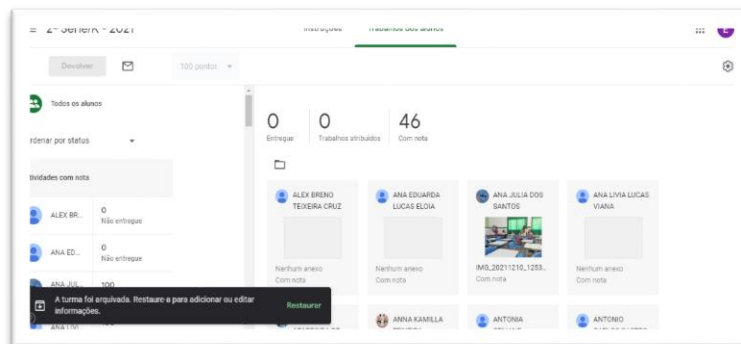 2ª Série/K - 2021
Instruções
Trabalhos dos alunos
E
Devolver
100 pontos
Todos os alunos
rdenar por status
tividades com nota
ALEX BR...
0
Não entregue
ANA ED...
0
Não entregue
ANA JUL...
100
0
Entregue
0
Trabalhos atribuídos
46
Com nota
ALEX BRENO
TEIXEIRA CRUZ
Nenhum anexo
Com nota
ANA EDUARDA
LUCAS ELOIA
Nenhum anexo
Com nota
ANA JULIA DOS
SANTOS
IMG_20211210_1253...
Com nota
ANA LIVIA LUCAS
VIANA
Nenhum anexo
Com nota
A turma foi arquivada. Restaure-a para adicionar ou editar
informações.
Restaurar
ANNA KAMILLA
ANTONIA
ANTONIO